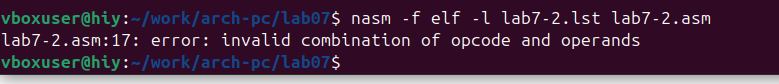 vboxuser@hiy:~/work/arch-pc/lab07$ nasm -f elf -l lab7-2.lst lab7-2.asm
lab7-2.asm:17: error: invalid combination of opcode and operands
vboxuser@hiy:~/work/arch-pc/lab07$